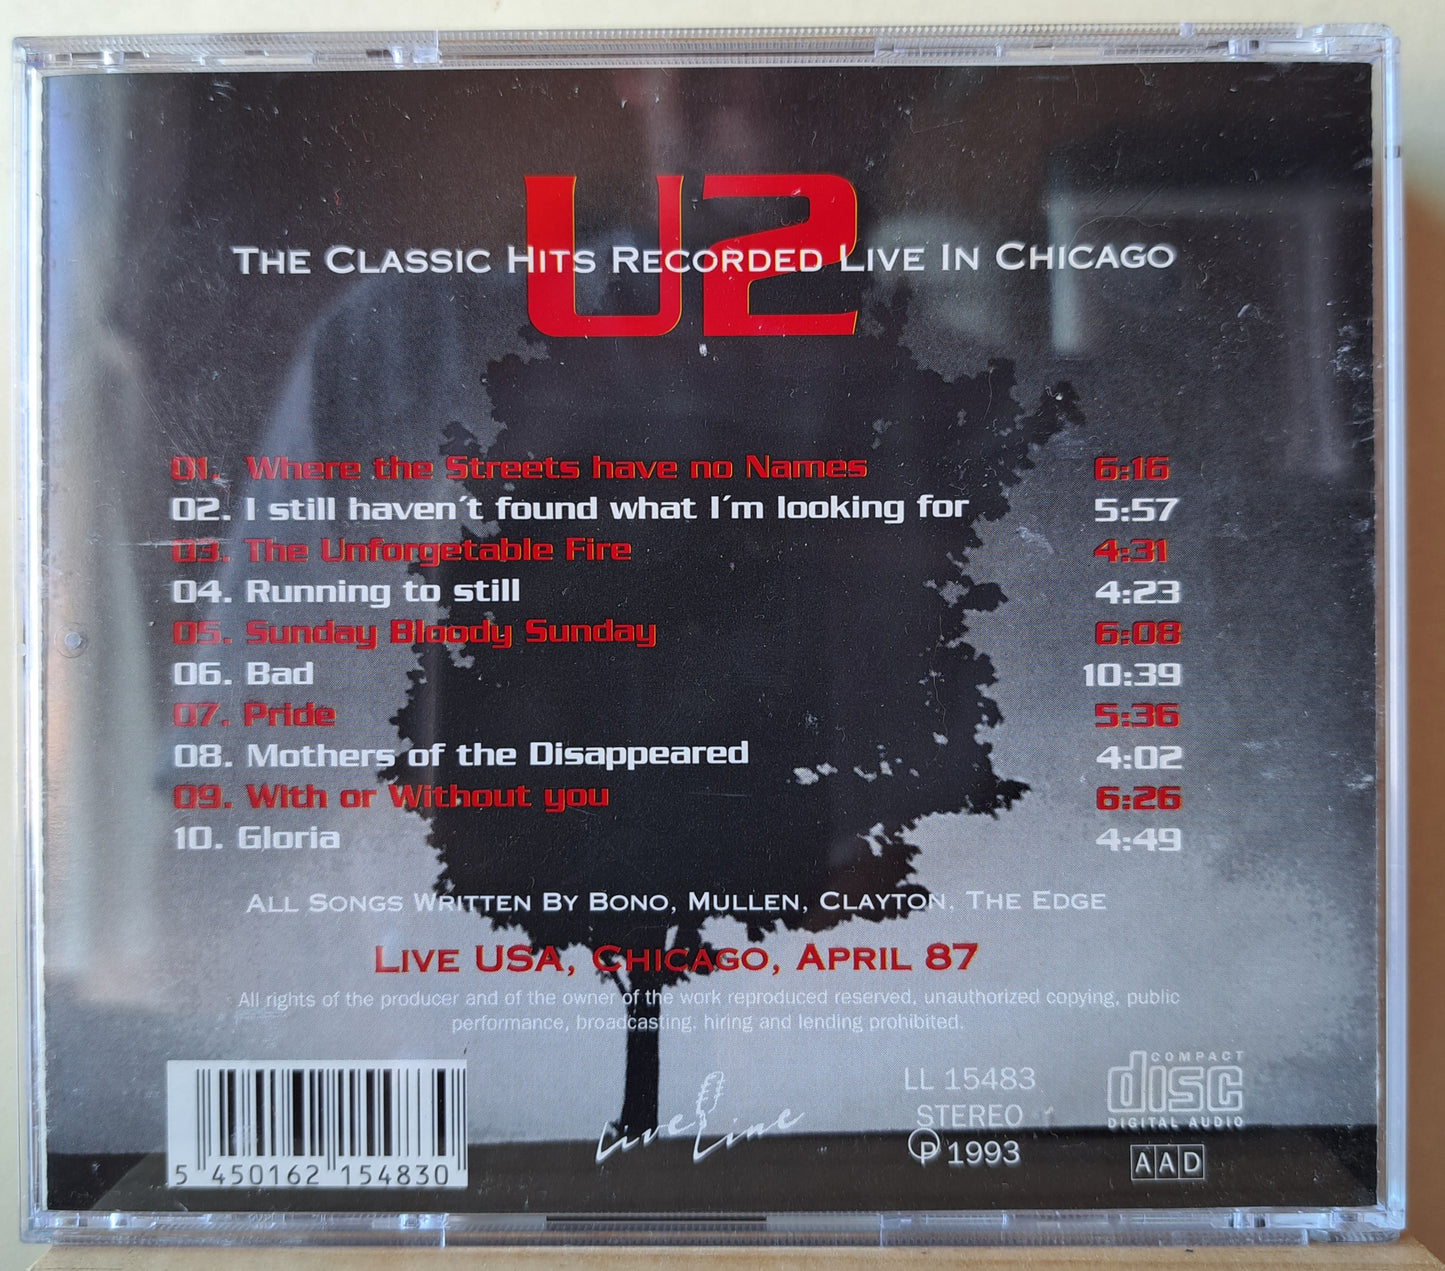 U2
The Classic Hits Recorded Live In Chicago
01. Where the Streets have no Names 6:16
02. I still haven´t found what I´m looking for 5:57
03. The Unforgetable Fire 4:31
04. Running to still 4:23
05. Sunday Bloody Sunday 6:08
06. Bad 10:39
07. Pride 5:36
08. Mothers of the Disappeared 4:02
09. With or Without you 6:26
10. Gloria 4:49
All Songs Written By Bono, Mullen, Clayton, The Edge
Live USA, Chicago, April 87
All rights of the producer and of the owner of the work reproduced reserved, unauthorized copying, public
performance, broadcasting, hiring and lending prohibited.
5 450162 154830
Live Line
LL 15483
STEREO
Ⓟ 1993
COMPACT
disc
DIGITAL AUDIO
AAD